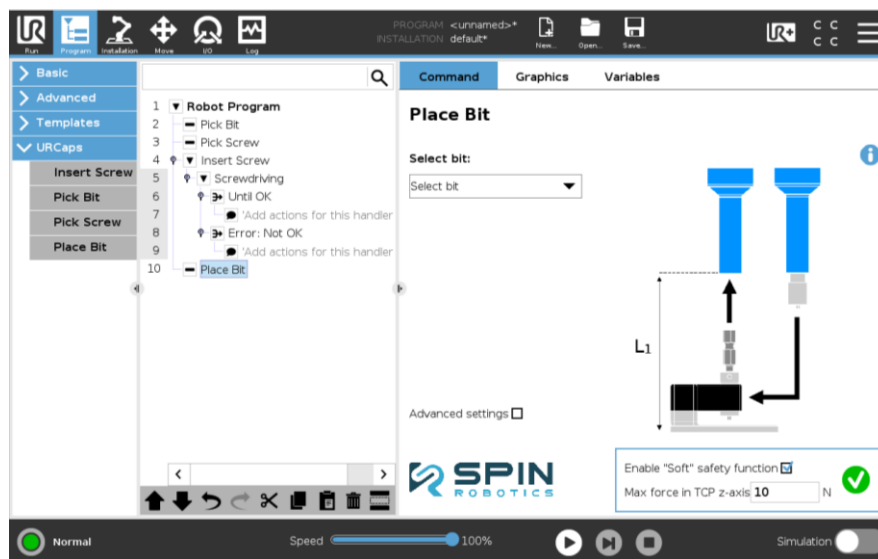 PROGRAM <unnamed>*
INSTALLATION default*
Run Program Installation Move I/O Log New... Open... Save...
UR UR+ C C
C C
Basic
Advanced
Templates
URCaps
Insert Screw
Pick Bit
Pick Screw
Place Bit
1 Robot Program
2 Pick Bit
3 Pick Screw
4 Insert Screw
5 Screwdriving
6 Until OK
7 'Add actions for this handler
8 Error: Not OK
9 'Add actions for this handler
10 Place Bit
Command Graphics Variables
Place Bit
Select bit:
Select bit
L1
Advanced settings
SPIN
ROBOTICS
Enable "Soft" safety function
Max force in TCP z-axis 10 N
Normal
Speed 100%
Simulation